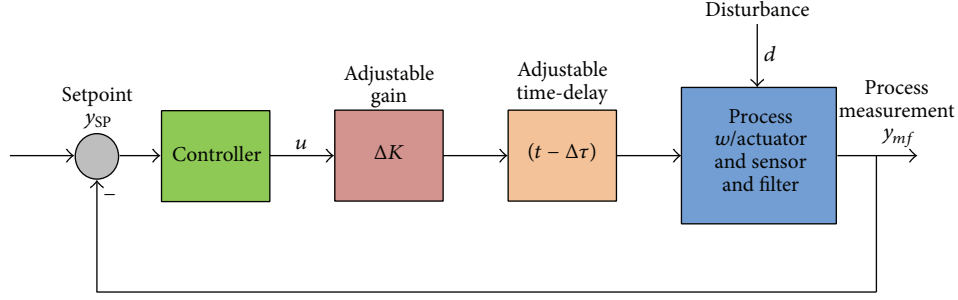 Disturbance
d
Setpoint
y_SP
Controller
u
Adjustable
gain
ΔK
Adjustable
time-delay
(t − Δτ)
Process
w/actuator
and sensor
and filter
Process
measurement
y_mf
−